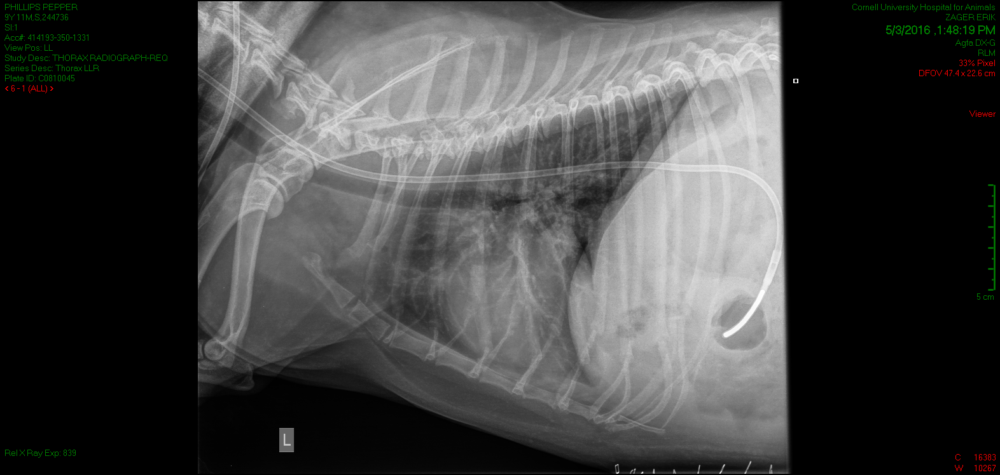 PHILLIPS PEPPER
9Y 11M,S,244736
SI:1
Acc#: 414193-350-1331
View Pos: LL
Study Desc: THORAX RADIOGRAPH-REQ
Series Desc: Thorax LLR
Plate ID: C0810045
< 6 - 1 (ALL) >
Cornell University Hospital for Animals
ZAGER ERIK
5/3/2016 ,1:48:19 PM
Agfa DX-G
RLM
33% Pixel
DFOV 47.4 x 22.6 cm
Viewer
5 cm
L
Rel X Ray Exp: 839
C 16383
W 10267